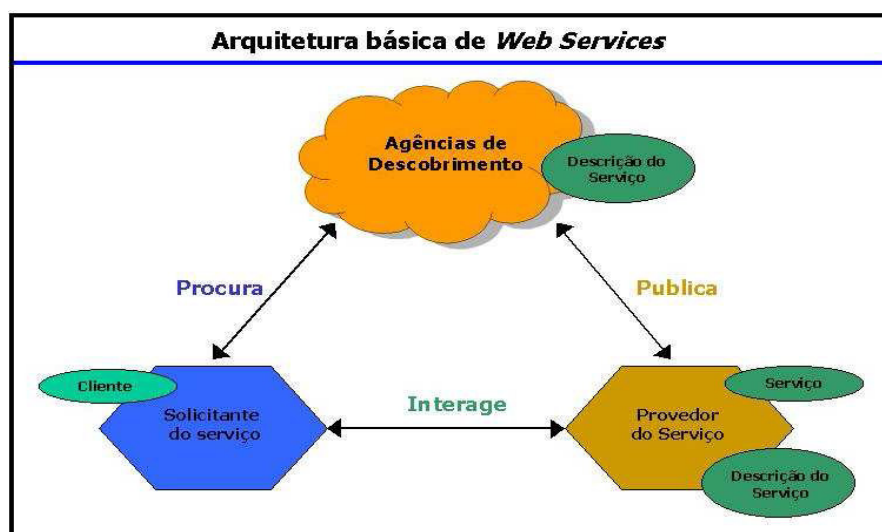 Arquitetura básica de Web Services
Agências de
Descobrimento
Descrição do
Serviço
Procura
Publica
Cliente
Solicitante
do serviço
Interage
Serviço
Provedor
do Serviço
Descrição do
Serviço